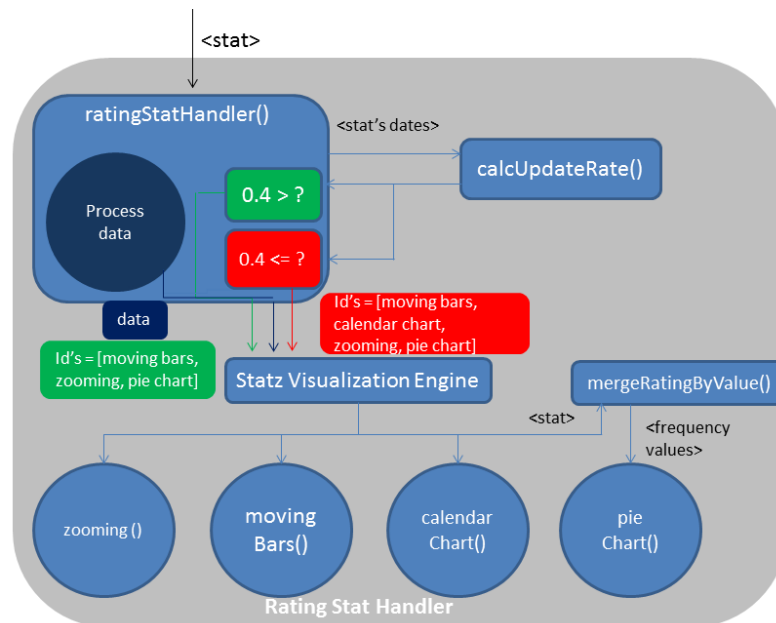 <stat>
ratingStatHandler()
<stat's dates>
calcUpdateRate()
0.4 > ?
Process
data
0.4 <= ?
data
Id's = [moving bars,
calendar chart,
zooming, pie chart]
Id's = [moving bars,
zooming, pie chart]
Statz Visualization Engine
mergeRatingByValue()
<stat>
<frequency
values>
zooming ()
moving
Bars()
calendar
Chart()
pie
Chart()
Rating Stat Handler